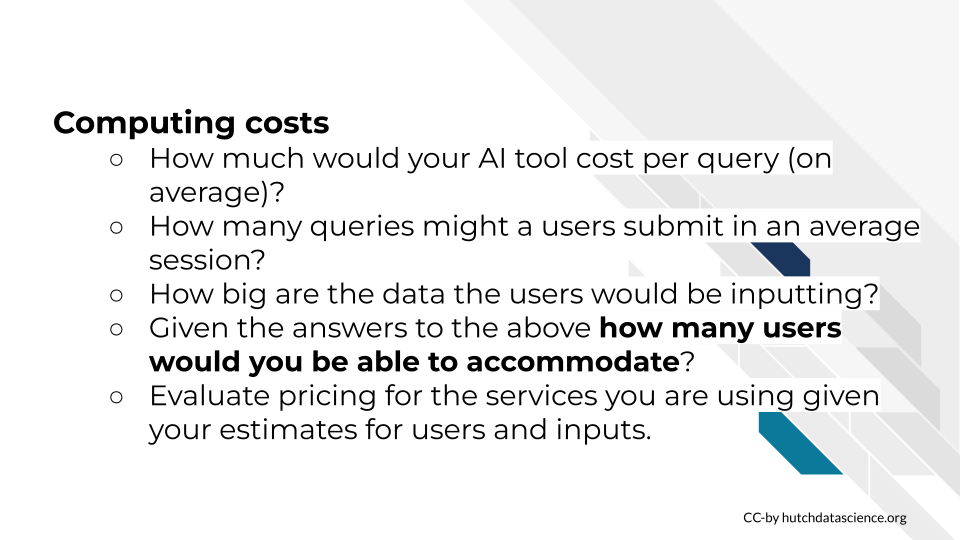 Computing costs
○ How much would your AI tool cost per query (on
average)?
○ How many queries might a users submit in an average
session?
○ How big are the data the users would be inputting?
○ Given the answers to the above how many users
would you be able to accommodate?
○ Evaluate pricing for the services you are using given
your estimates for users and inputs.
CC-by hutchdatascience.org